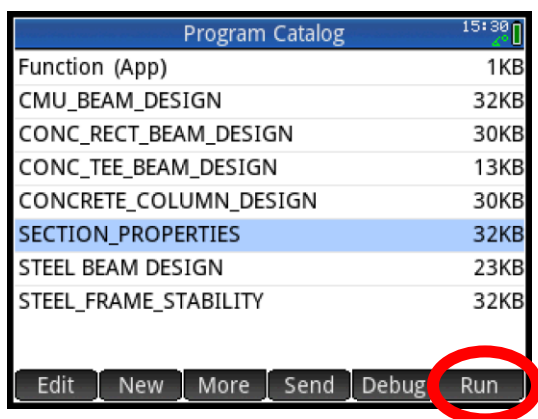 Program Catalog 15:30
Function (App) 1KB
CMU_BEAM_DESIGN 32KB
CONC_RECT_BEAM_DESIGN 30KB
CONC_TEE_BEAM_DESIGN 13KB
CONCRETE_COLUMN_DESIGN 30KB
SECTION_PROPERTIES 32KB
STEEL BEAM DESIGN 23KB
STEEL_FRAME_STABILITY 32KB
Edit New More Send Debug Run